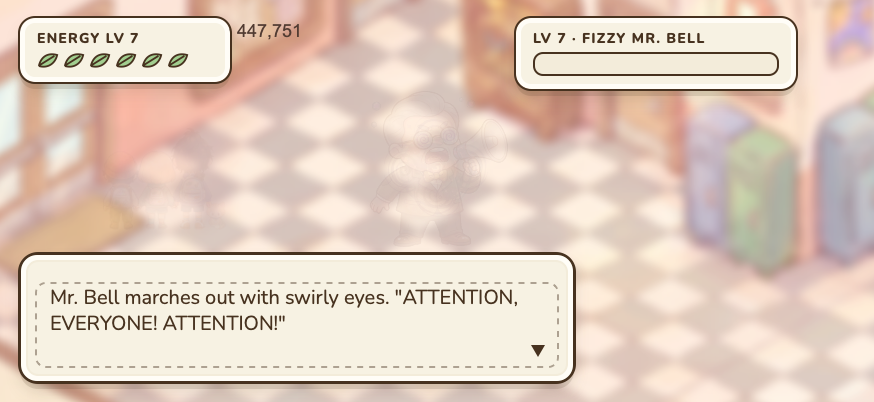 ENERGY LV 7
447,751
LV 7 · FIZZY MR. BELL
Mr. Bell marches out with swirly eyes. "ATTENTION,
EVERYONE! ATTENTION!"